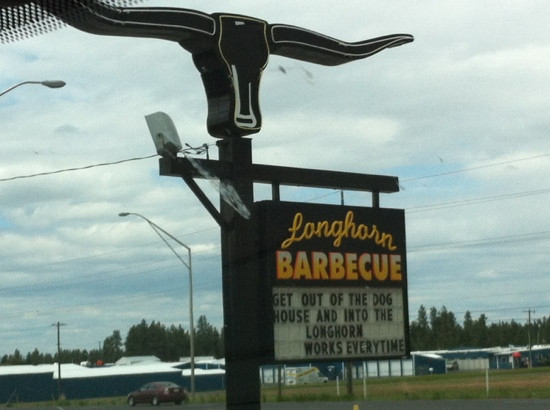 Longhorn
BARBECUE
GET OUT OF THE DOG
HOUSE AND INTO THE
LONGHORN
WORKS EVERYTIME